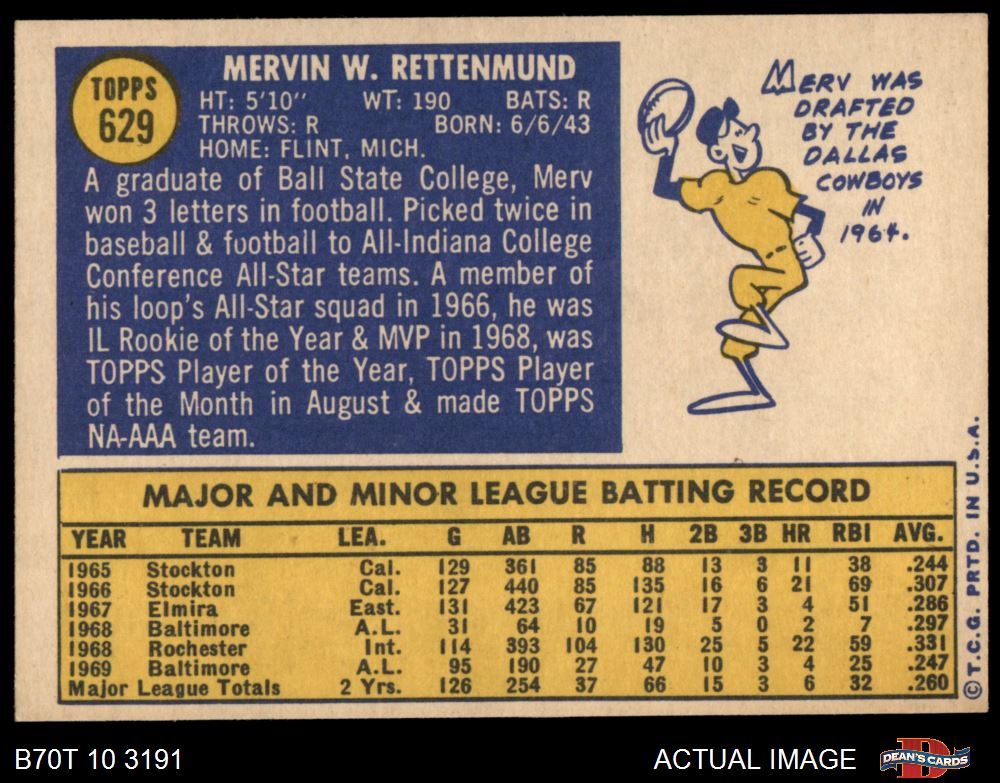 TOPPS
629
MERVIN W. RETTENMUND
HT: 5'10" WT: 190 BATS: R
THROWS: R BORN: 6/6/43
HOME: FLINT, MICH.
A graduate of Ball State College, Merv
won 3 letters in football. Picked twice in
baseball & football to All-Indiana College
Conference All-Star teams. A member of
his loop's All-Star squad in 1966, he was
IL Rookie of the Year & MVP in 1968, was
TOPPS Player of the Year, TOPPS Player
of the Month in August & made TOPPS
NA-AAA team.
MERV WAS
DRAFTED
BY THE
DALLAS
COWBOYS
IN
1964.
MAJOR AND MINOR LEAGUE BATTING RECORD
YEAR TEAM LEA. G AB R H 2B 3B HR RBI AVG.
1965 Stockton Cal. 129 361 85 88 13 3 11 38 .244
1966 Stockton Cal. 127 440 85 135 16 6 21 69 .307
1967 Elmira East. 131 423 67 121 17 3 4 51 .286
1968 Baltimore A.L. 31 64 10 19 5 0 2 7 .297
1968 Rochester Int. 114 393 104 130 25 5 22 59 .331
1969 Baltimore A.L. 95 190 27 47 10 3 4 25 .247
Major League Totals 2 Yrs. 126 254 37 66 15 3 6 32 .260
© T.C.G. PRTD. IN U.S.A.
B70T 10 3191
ACTUAL IMAGE
DEAN'S CARDS